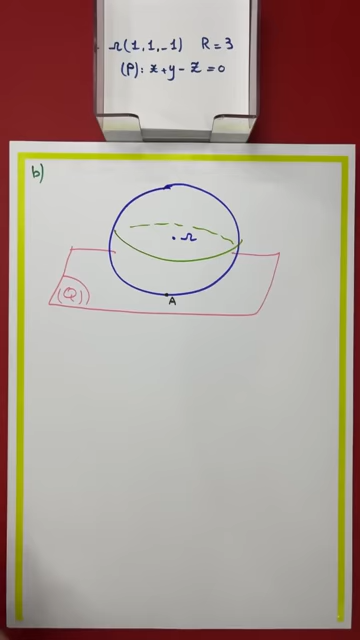 Ω(1,1,-1) R=3
(P): x+y-z=0
b)
Ω
(Q)
A